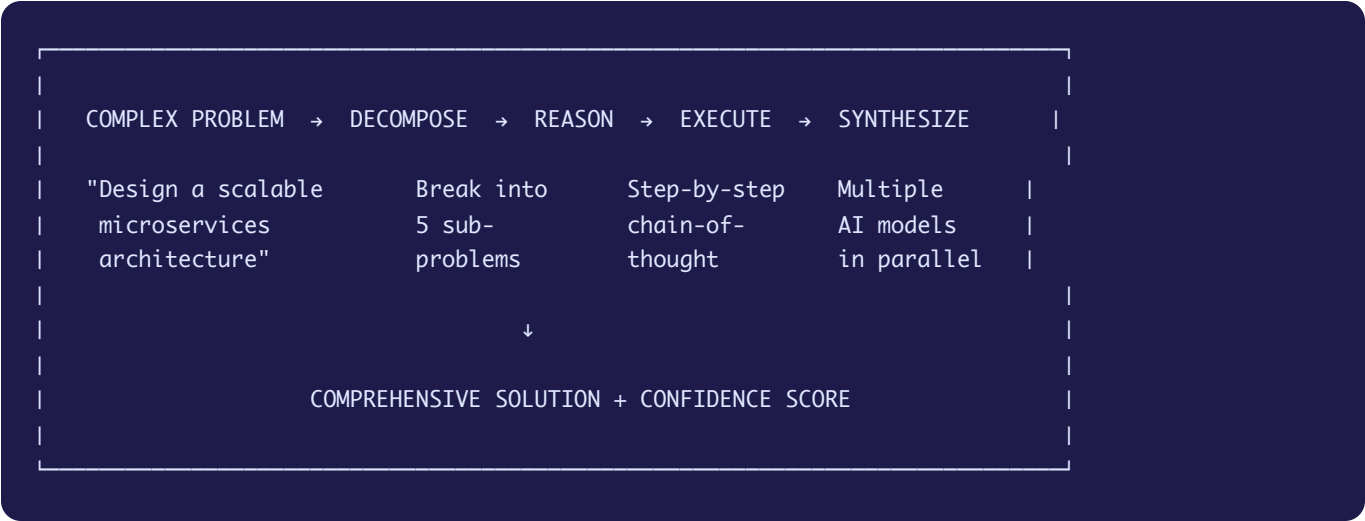 COMPLEX PROBLEM → DECOMPOSE → REASON → EXECUTE → SYNTHESIZE
"Design a scalable Break into Step-by-step Multiple
microservices 5 sub- chain-of- AI models
architecture" problems thought in parallel
↓
COMPREHENSIVE SOLUTION + CONFIDENCE SCORE